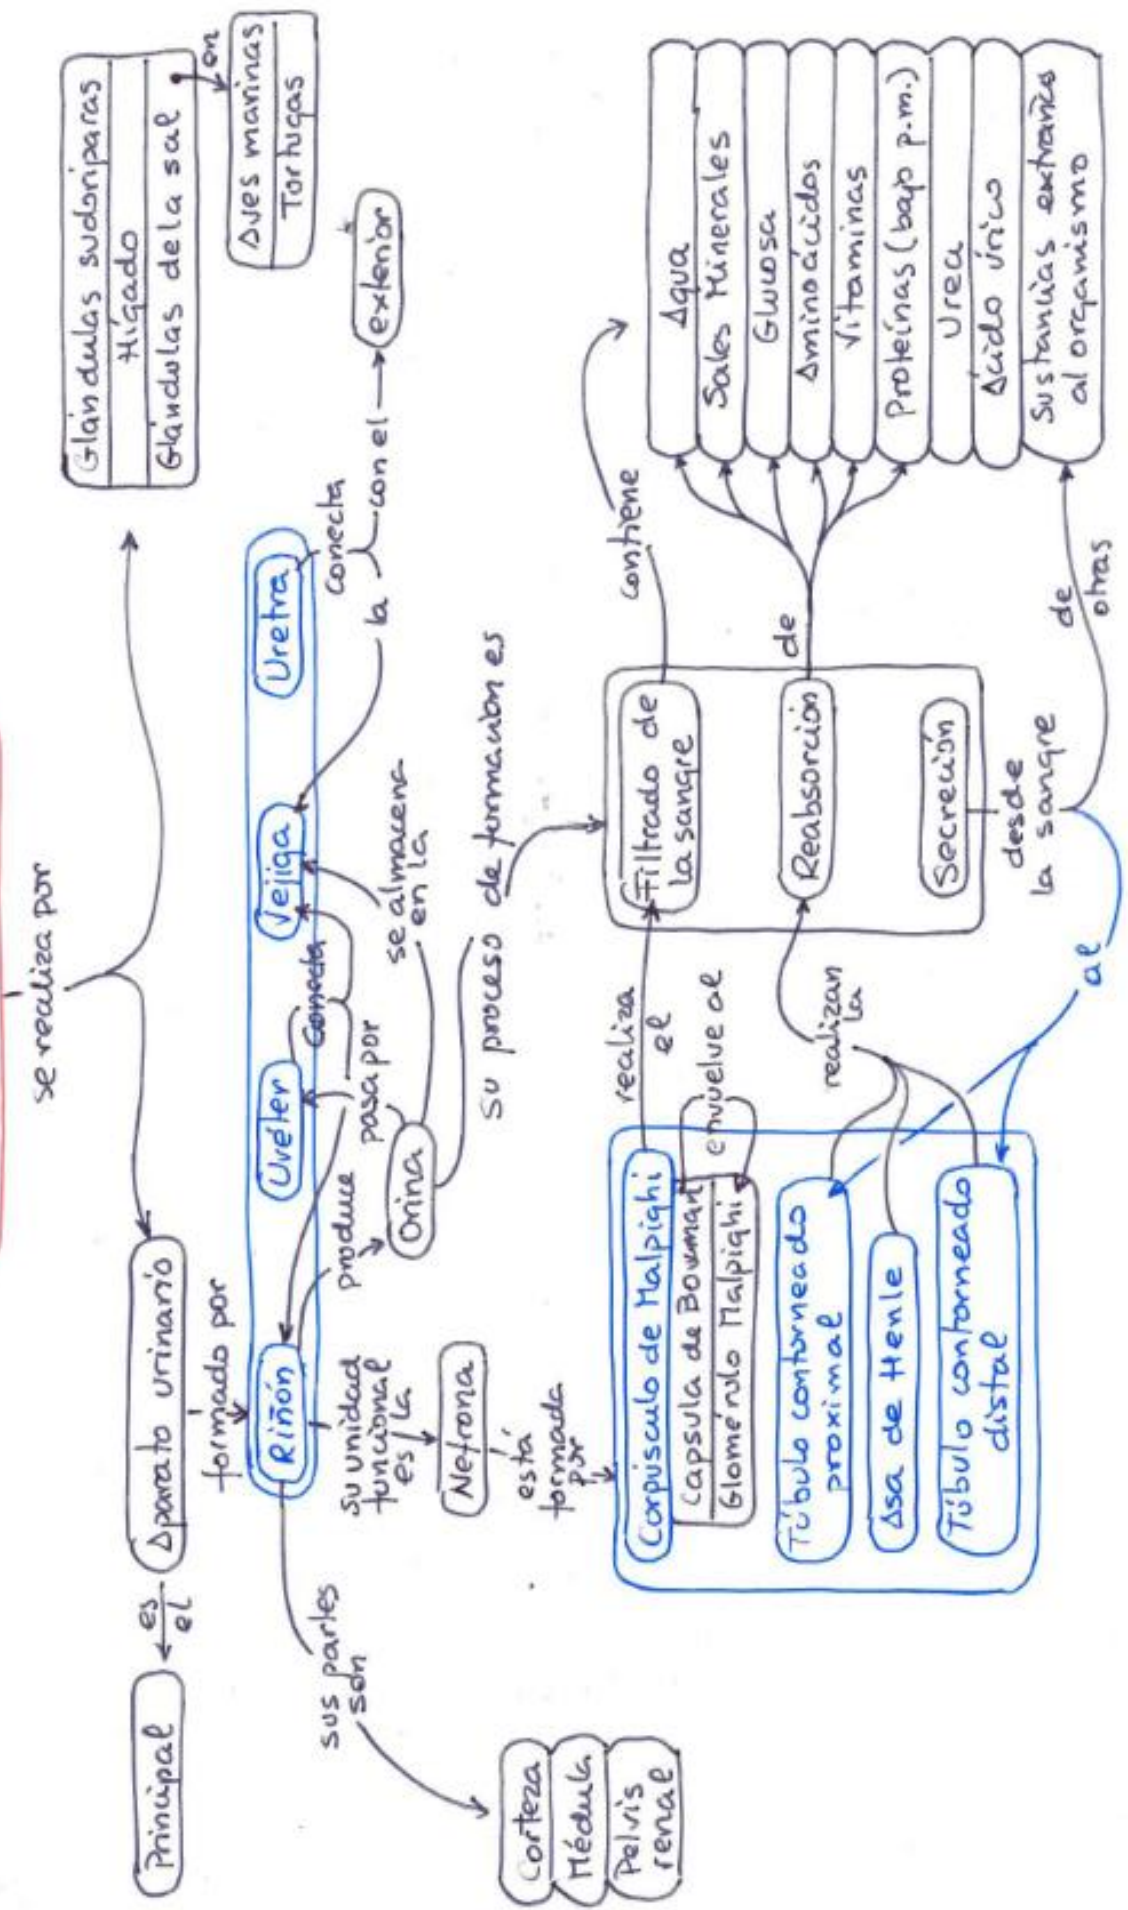 se realiza por
Principal
es
el
Aparato urinario
Glándulas sudoríparas
Hígado
Glándulas de la sal
en
Aves marinas
Tortugas
formado por
Riñón
Uréter
Vejiga
Uretra
conecta
conecta
la
con el
exterior
produce
pasa por
Orina
se almacena
en la
su proceso de formación es
su unidad
funcional
es la
Nefrona
está
formada
por
sus partes
son
Corteza
Médula
Pelvis
renal
Corpúsculo de Malpighi
Capsula de Bowman
Glomérulo Malpighi
envuelve al
Túbulo contorneado
proximal
Asa de Henle
Túbulo contorneado
distal
realiza
el
realizan
la
al
Filtrado de
la sangre
Reabsorción
Secreción
desde
la sangre
contiene
de
de
otras
Agua
Sales Minerales
Glucosa
Aminoácidos
Vitaminas
Proteínas (bajo p.m.)
Urea
Ácido úrico
Sustancias extrañas
al organismo